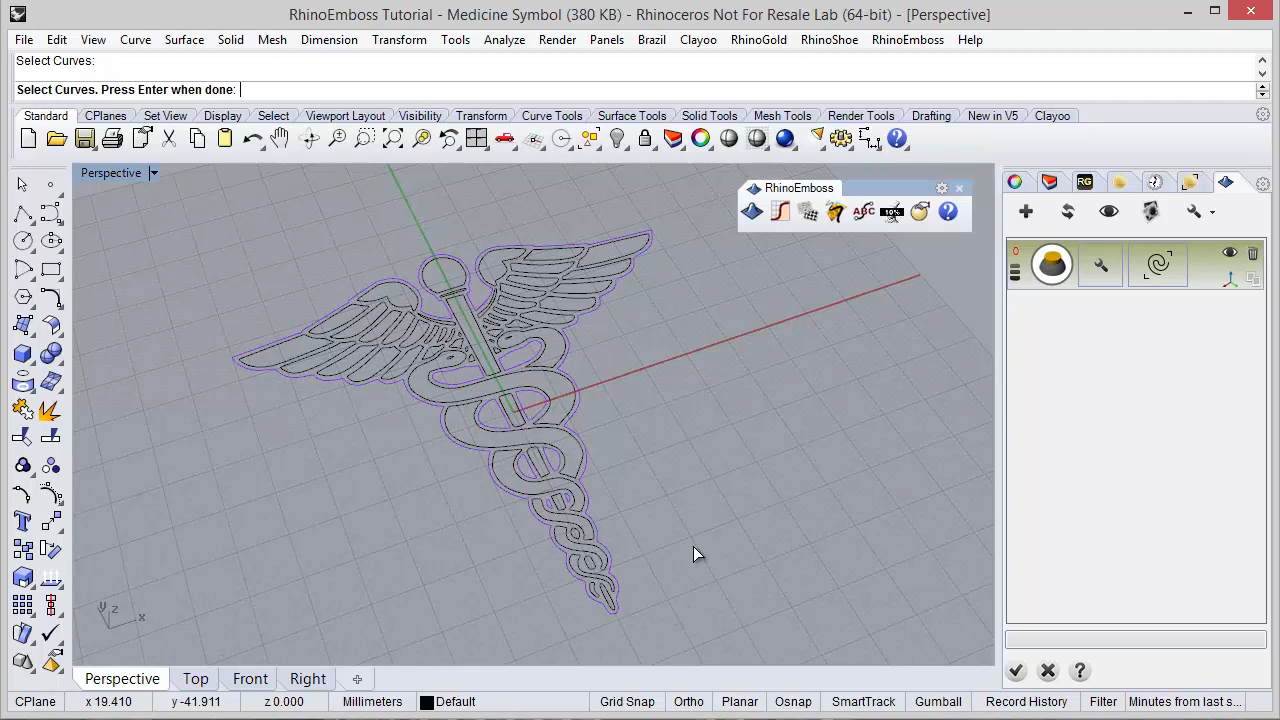 RhinoEmboss Tutorial - Medicine Symbol (380 KB) - Rhinoceros Not For Resale Lab (64-bit) - [Perspective]
File Edit View Curve Surface Solid Mesh Dimension Transform Tools Analyze Render Panels Brazil Clayoo RhinoGold RhinoShoe RhinoEmboss Help
Select Curves:
Select Curves. Press Enter when done:
Standard CPlanes Set View Display Select Viewport Layout Visibility Transform Curve Tools Surface Tools Solid Tools Mesh Tools Render Tools Drafting New in V5 Clayoo
Perspective
RhinoEmboss
RG
ABC 10%
0
y z x
Perspective Top Front Right
CPlane x 19.410 y -41.911 z 0.000 Millimeters Default Grid Snap Ortho Planar Osnap SmartTrack Gumball Record History Filter Minutes from last s...